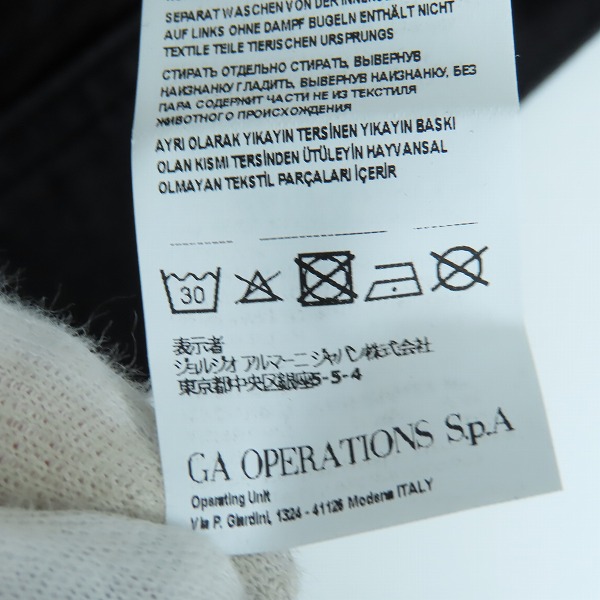 SEPARAT WASCHEN VON DER INNENSEITE
AUF LINKS OHNE DAMPF BUGELN ENTHÄLT NICHT
TEXTILE TEILE TIERISCHEN URSPRUNGS
СТИРАТЬ ОТДЕЛЬНО СТИРАТЬ, ВЫВЕРНУВ
НАИЗНАНКУ ГЛАДИТЬ, ВЫВЕРНУВ НАИЗНАНКУ, БЕЗ
ПАРА СОДЕРЖИТ ЧАСТИ НЕ ИЗ ТЕКСТИЛЯ
ЖИВОТНОГО ПРОИСХОЖДЕНИЯ
AYRI OLARAK YIKAYIN TERSİNEN YIKAYIN BASKI
OLAN KISMI TERSİNDEN ÜTÜLEYİN HAYVANSAL
OLMAYAN TEKSTİL PARÇALARI İÇERİR
30
表示者
ジョルジオ アルマーニ ジャパン株式会社
東京都中央区銀座5-5-4
GA OPERATIONS S.p.A
Operating Unit
Via P. Giardini, 1324 - 41126 Modena ITALY